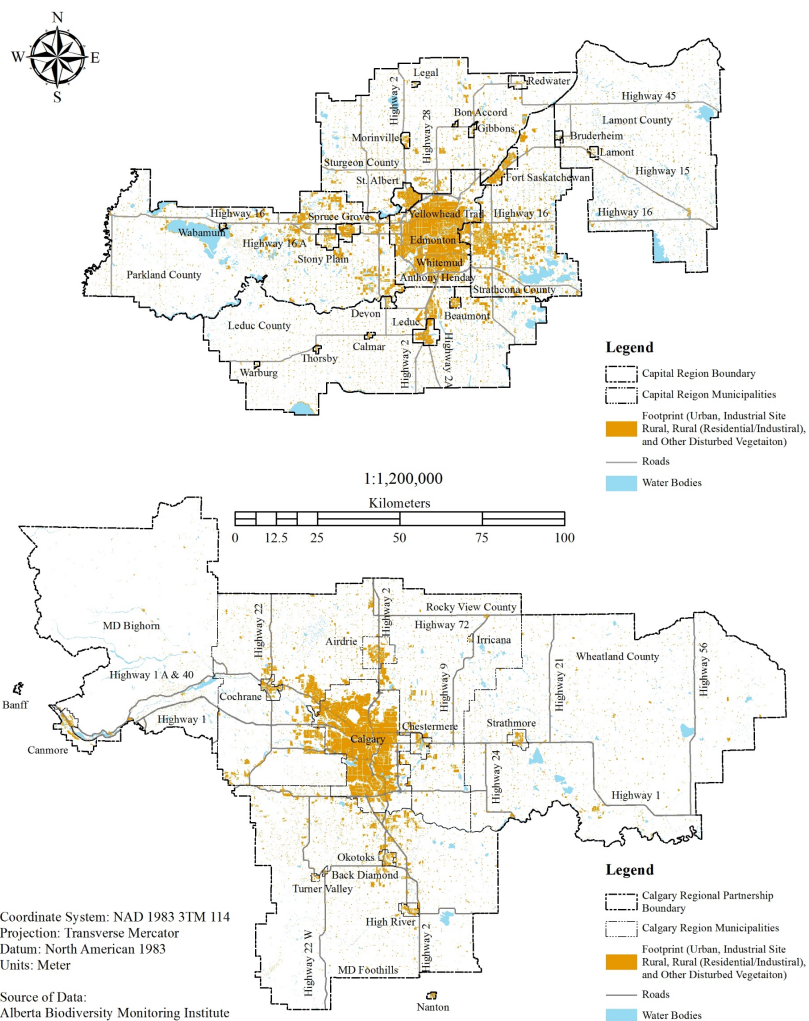 N
W
E
S
Legal
Redwater
Highway 2
Highway 28
Highway 45
Bon Accord
Gibbons
Lamont County
Morinville
Bruderheim
Lamont
Sturgeon County
Highway 15
St. Albert
Fort Saskatchewan
Highway 16
Spruce Grove
Yellowhead Trail
Highway 16
Highway 16
Wabamum
Highway 16 A
Edmonton
Stony Plain
Whitemud
Parkland County
Anthony Henday
Strathcona County
Devon
Beaumont
Leduc County
Leduc
Calmar
Thorsby
Warburg
Highway 2
Highway 2A
Legend
Capital Region Boundary
Capital Reigon Municipalities
Footprint (Urban, Industrial Site
Rural, Rural (Residential/Industiral),
and Other Disturbed Vegetaiton)
Roads
Water Bodies
1:1,200,000
Kilometers
0 12.5 25 50 75 100
MD Bighorn
Highway 22
Highway 2
Rocky View County
Highway 72
Airdrie
Irricana
Wheatland County
Highway 56
Highway 1 A & 40
Highway 9
Highway 21
Banff
Cochrane
Highway 1
Canmore
Calgary
Chestermere
Strathmore
Highway 24
Highway 1
Okotoks
Back Diamond
Turner Valley
High River
Highway 22 W
Highway 2
MD Foothills
Nanton
Legend
Calgary Regional Partnership
Boundary
Calgary Region Municipalities
Footprint (Urban, Industrial Site
Rural, Rural (Residential/Industiral),
and Other Disturbed Vegetaiton)
Roads
Water Bodies
Coordinate System: NAD 1983 3TM 114
Projection: Transverse Mercator
Datum: North American 1983
Units: Meter
Source of Data:
Alberta Biodiversity Monitoring Institute